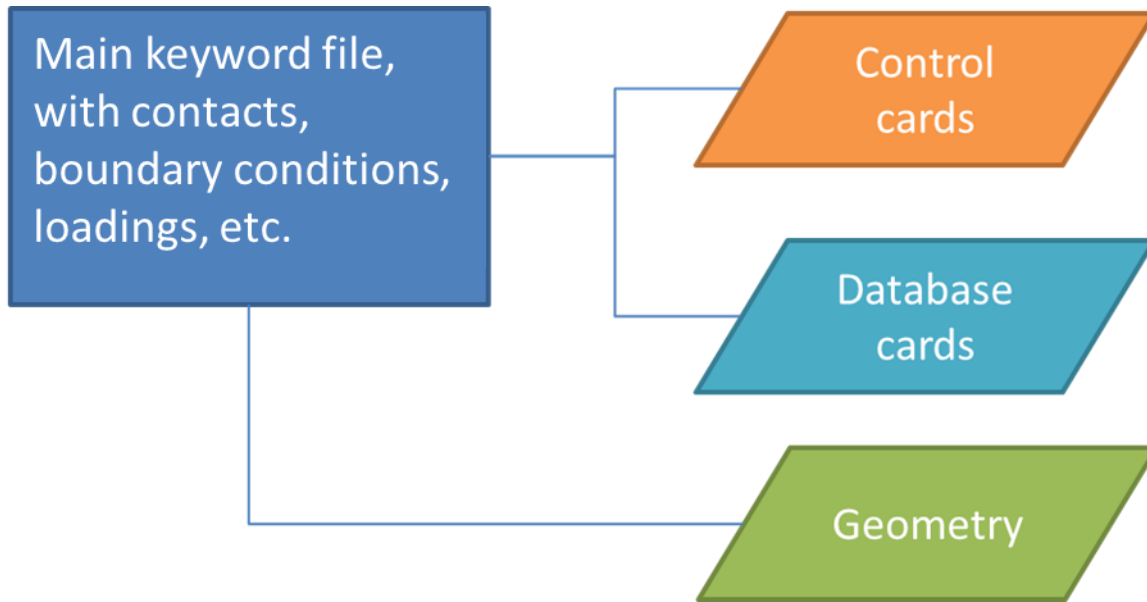 Main keyword file,
with contacts,
boundary conditions,
loadings, etc.
Control
cards
Database
cards
Geometry